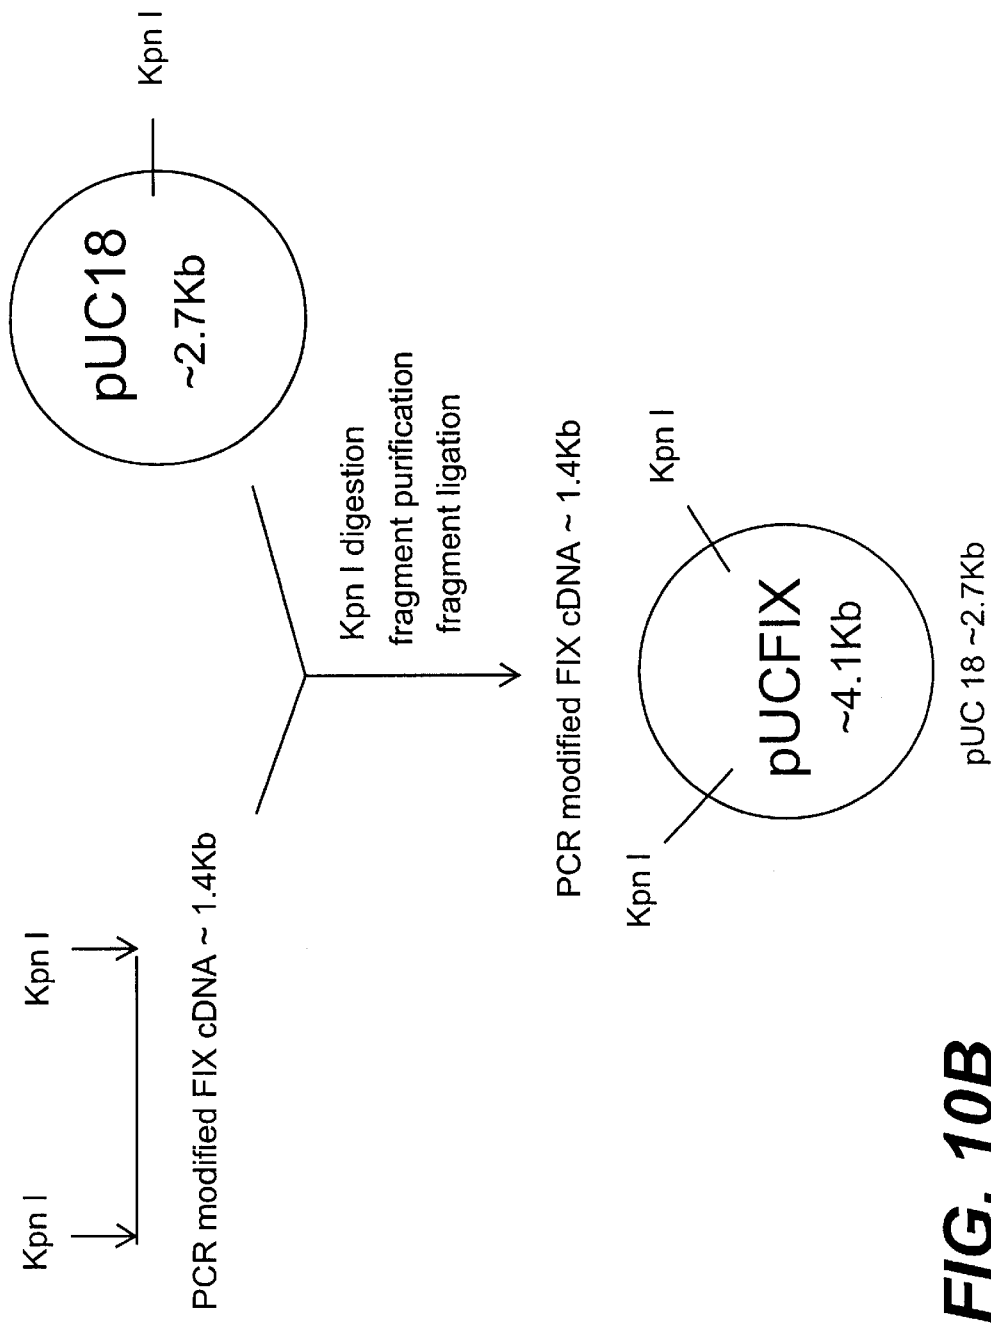 Kpn I
Kpn I
PCR modified FIX cDNA ~ 1.4Kb
pUC18
~2.7Kb
Kpn I
Kpn I digestion
fragment purification
fragment ligation
PCR modified FIX cDNA ~ 1.4Kb
Kpn I
Kpn I
pUCFIX
~4.1Kb
pUC 18 ~2.7Kb
FIG. 10B